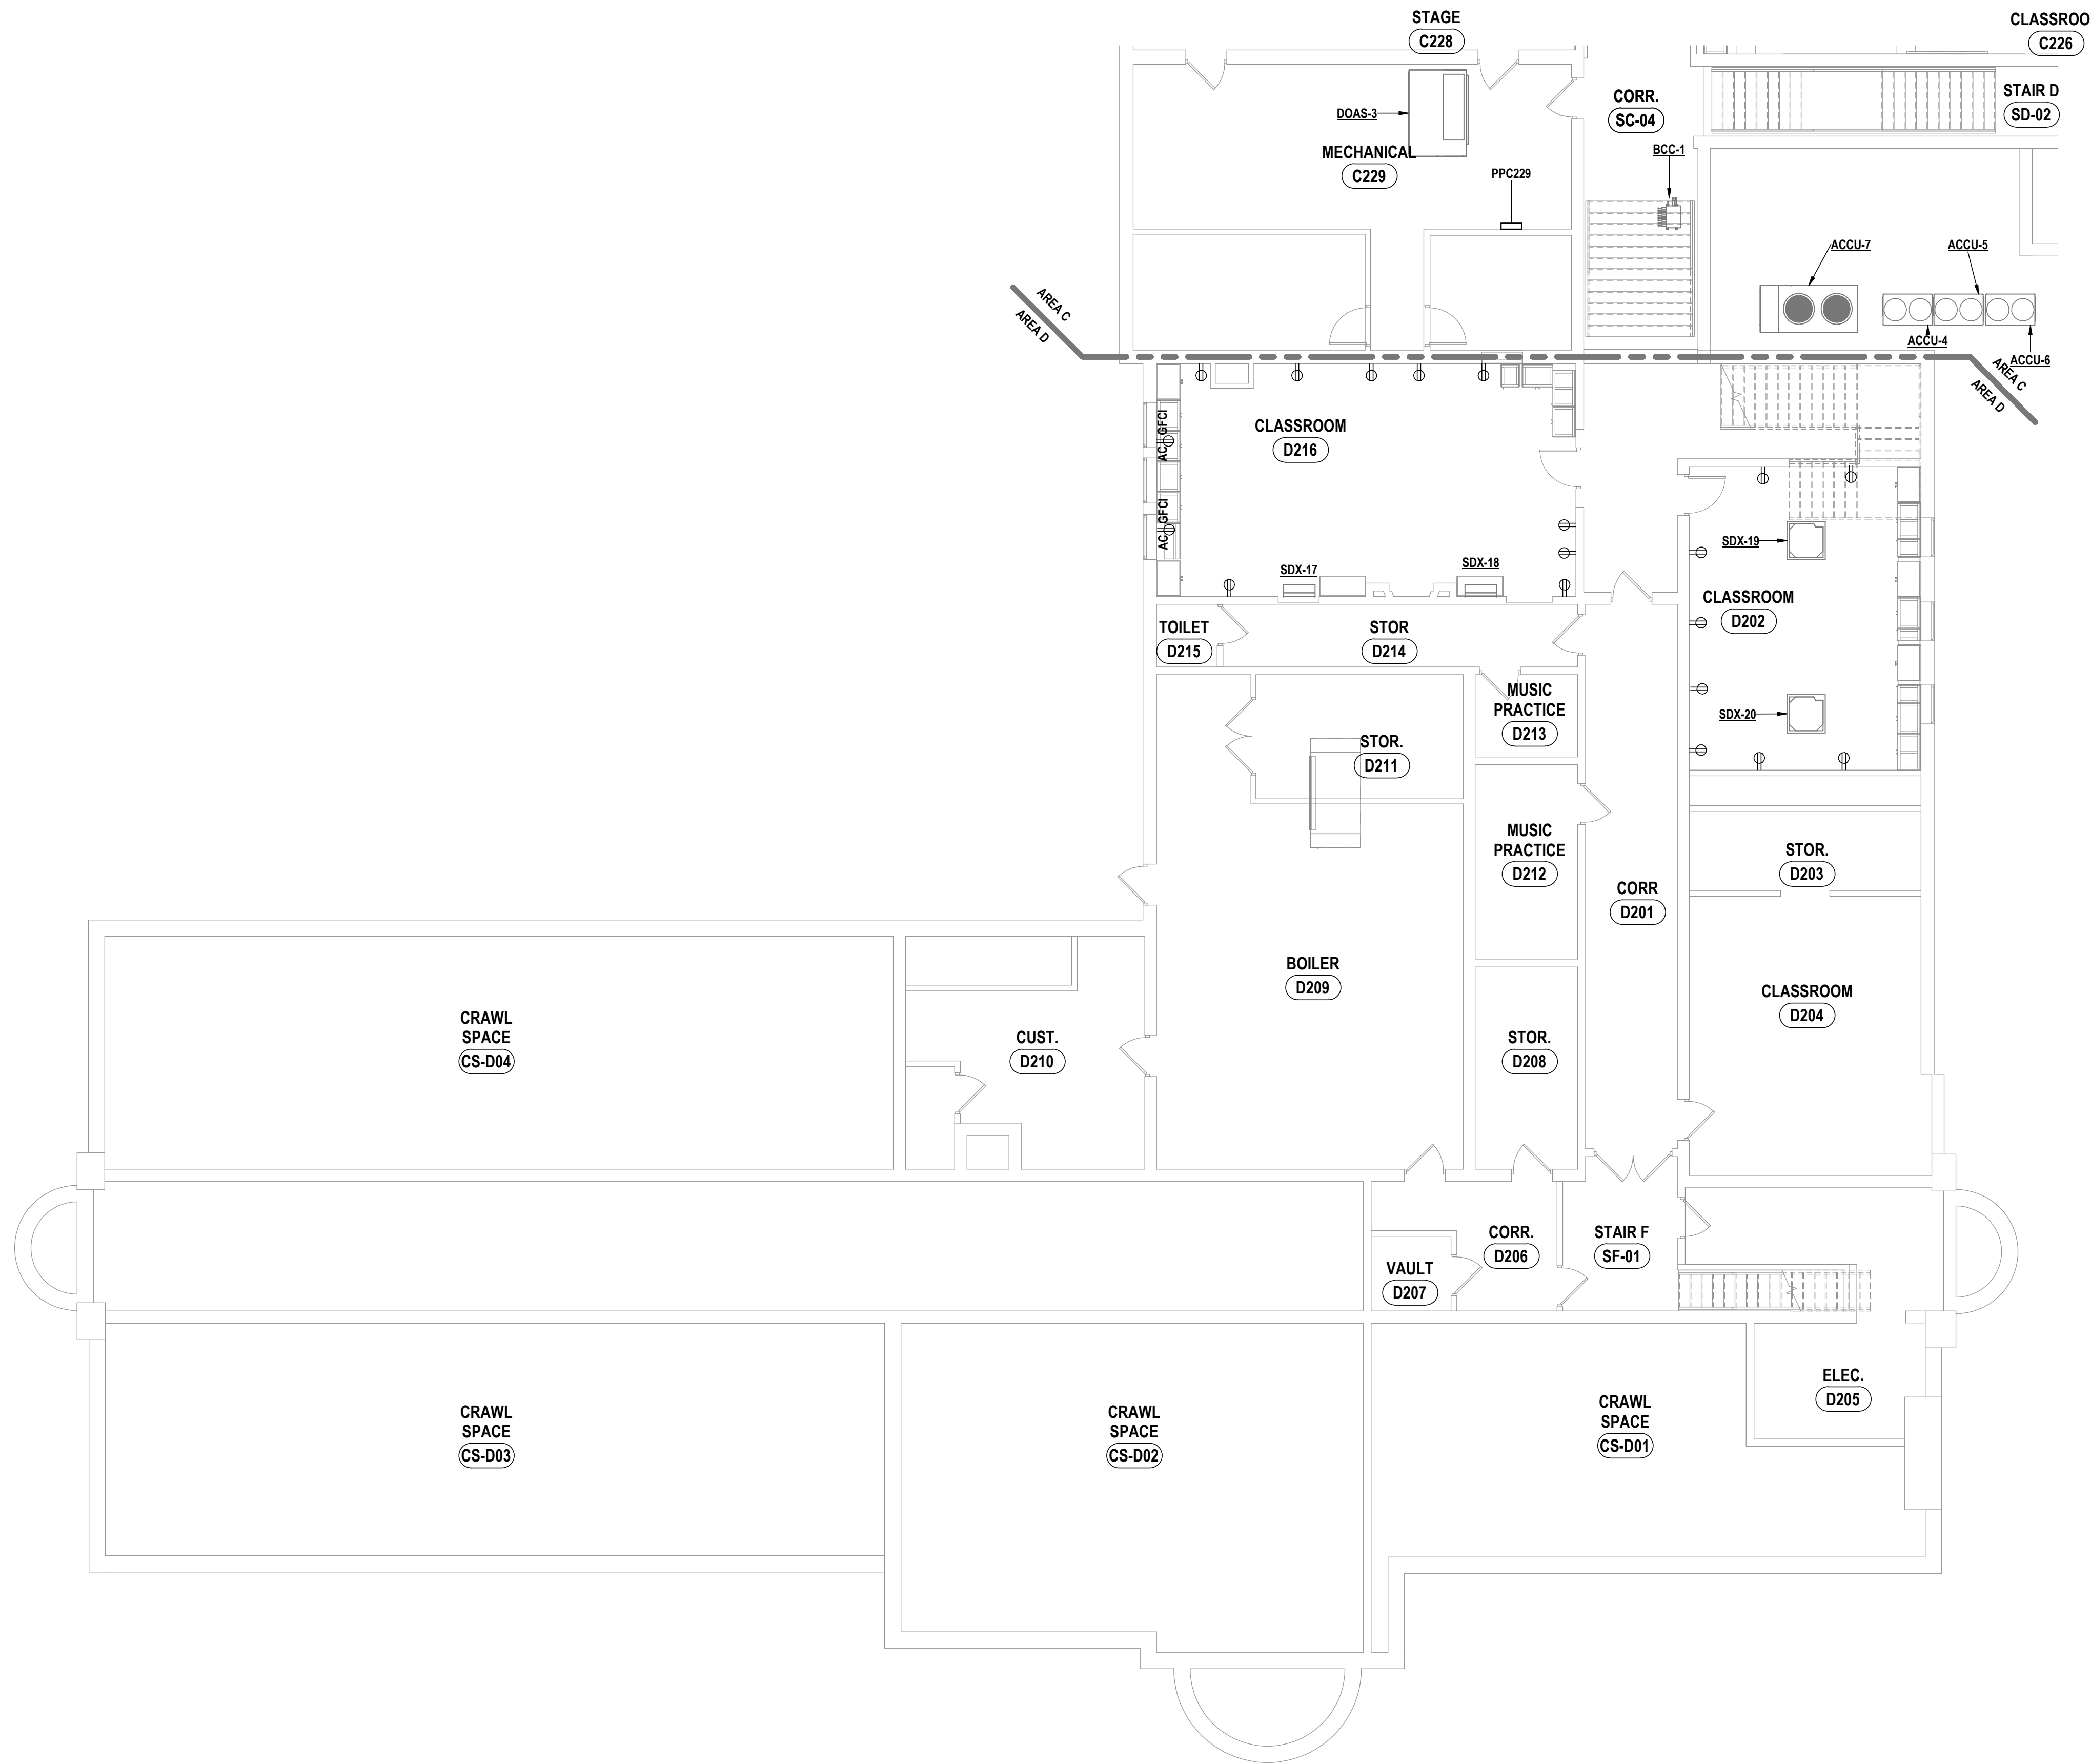 STAGE
C228
CLASSROO
C226
STAIR D
SD-02
CORR.
SC-04
DOAS-3
MECHANICAL
C229
BCC-1
PPC229
ACCU-7
ACCU-5
ACCU-4
ACCU-6
AREA C
AREA D
AREA C
AREA D
CLASSROOM
D216
AC GFCI
AC GFCI
SDX-17
SDX-18
SDX-19
CLASSROOM
D202
SDX-20
TOILET
D215
STOR
D214
MUSIC
PRACTICE
D213
STOR.
D211
MUSIC
PRACTICE
D212
STOR.
D203
CORR
D201
BOILER
D209
CLASSROOM
D204
CRAWL
SPACE
CS-D04
CUST.
D210
STOR.
D208
CORR.
D206
STAIR F
SF-01
VAULT
D207
ELEC.
D205
CRAWL
SPACE
CS-D03
CRAWL
SPACE
CS-D02
CRAWL
SPACE
CS-D01